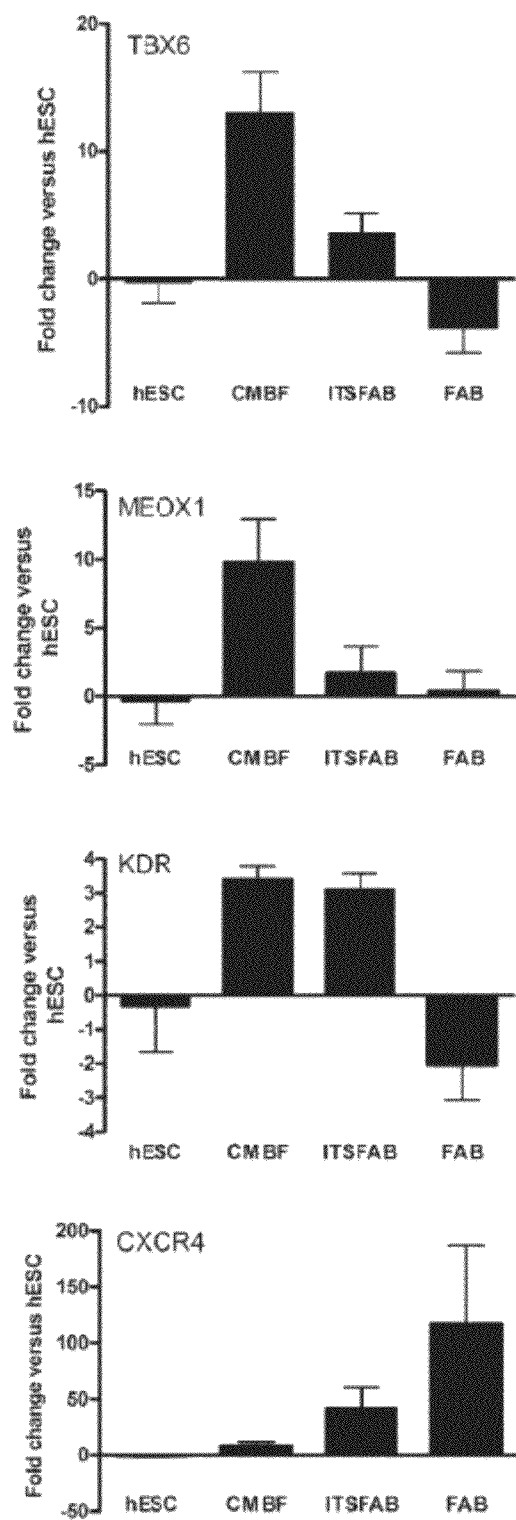 TBX6
Fold change versus hESC
20
10
0
-10
hESC CMBF ITSFAB FAB
MEOX1
Fold change versus
hESC
15
10
5
0
-5
hESC CMBF ITSFAB FAB
KDR
Fold change versus
hESC
4
3
2
1
0
-1
-2
-3
-4
hESC CMBF ITSFAB FAB
CXCR4
Fold change versus hESC
200
150
100
50
0
-50
hESC CMBF ITSFAB FAB